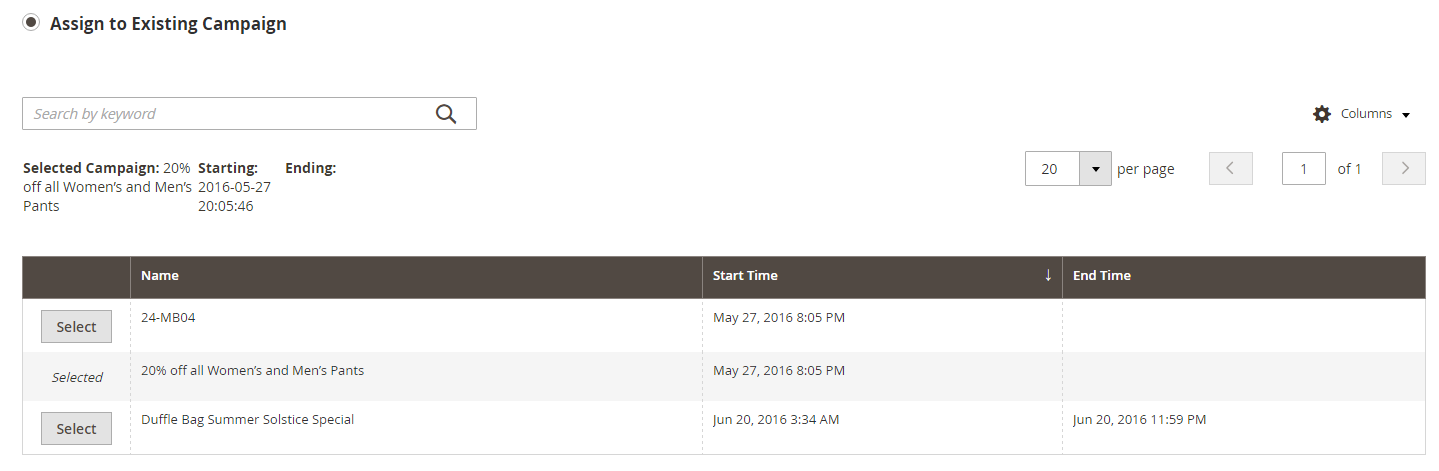 Assign to Existing Campaign
Search by keyword
Columns
Selected Campaign: 20%
off all Women's and Men's
Pants
Starting:
2016-05-27
20:05:46
Ending:
20 per page 1 of 1
Name Start Time ↓ End Time
Select 24-MB04 May 27, 2016 8:05 PM
Selected 20% off all Women's and Men's Pants May 27, 2016 8:05 PM
Select Duffle Bag Summer Solstice Special Jun 20, 2016 3:34 AM Jun 20, 2016 11:59 PM